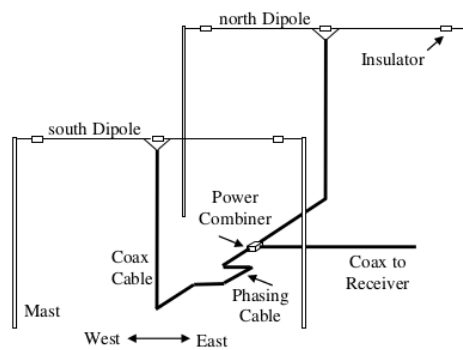 north Dipole
Insulator
south Dipole
Power
Combiner
Coax
Cable
Coax to
Receiver
Phasing
Cable
Mast
West
East